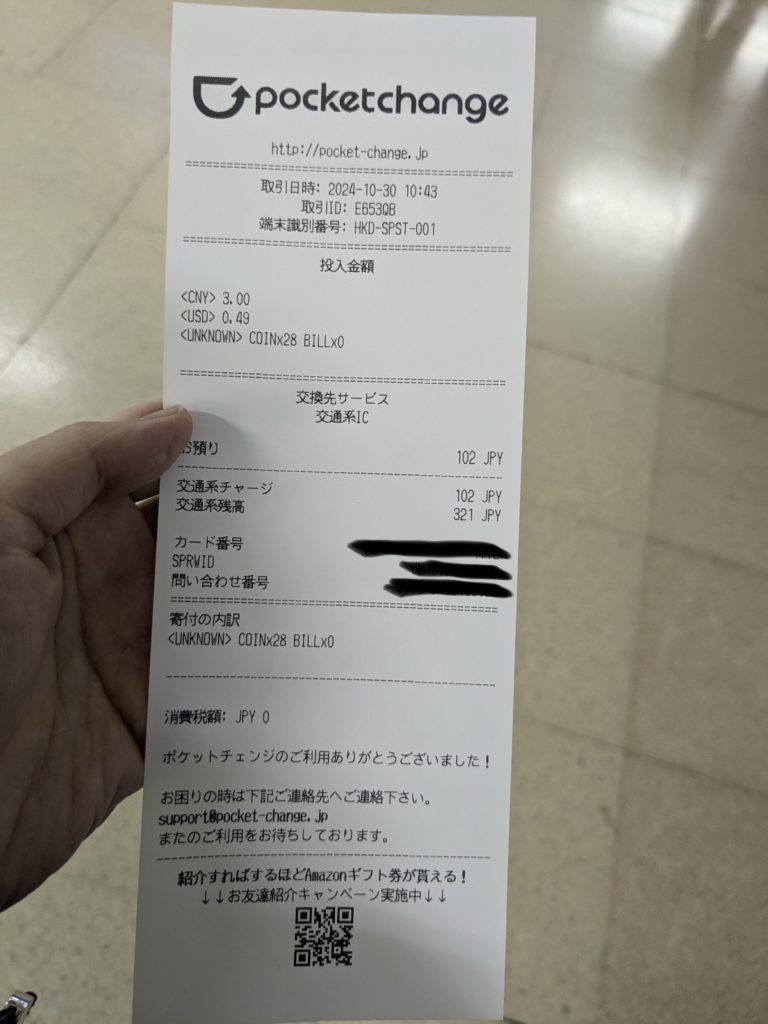 pocketchange
http://pocket-change.jp
取引日時: 2024-10-30 10:43
取引ID: E653QB
端末識別番号: HKD-SPST-001
投入金額
<CNY> 3.00
<USD> 0.49
<UNKNOWN> COINx28 BILLx0
交換先サービス
交通系IC
お預り 102 JPY
交通系チャージ 102 JPY
交通系残高 321 JPY
カード番号
SPRWID
問い合わせ番号
寄付の内訳
<UNKNOWN> COINx28 BILLx0
消費税額: JPY 0
ポケットチェンジのご利用ありがとうございました!
お困りの時は下記ご連絡先へご連絡下さい。
support@pocket-change.jp
またのご利用をお待ちしております。
紹介すればするほどAmazonギフト券が貰える!
↓↓お友達紹介キャンペーン実施中↓↓